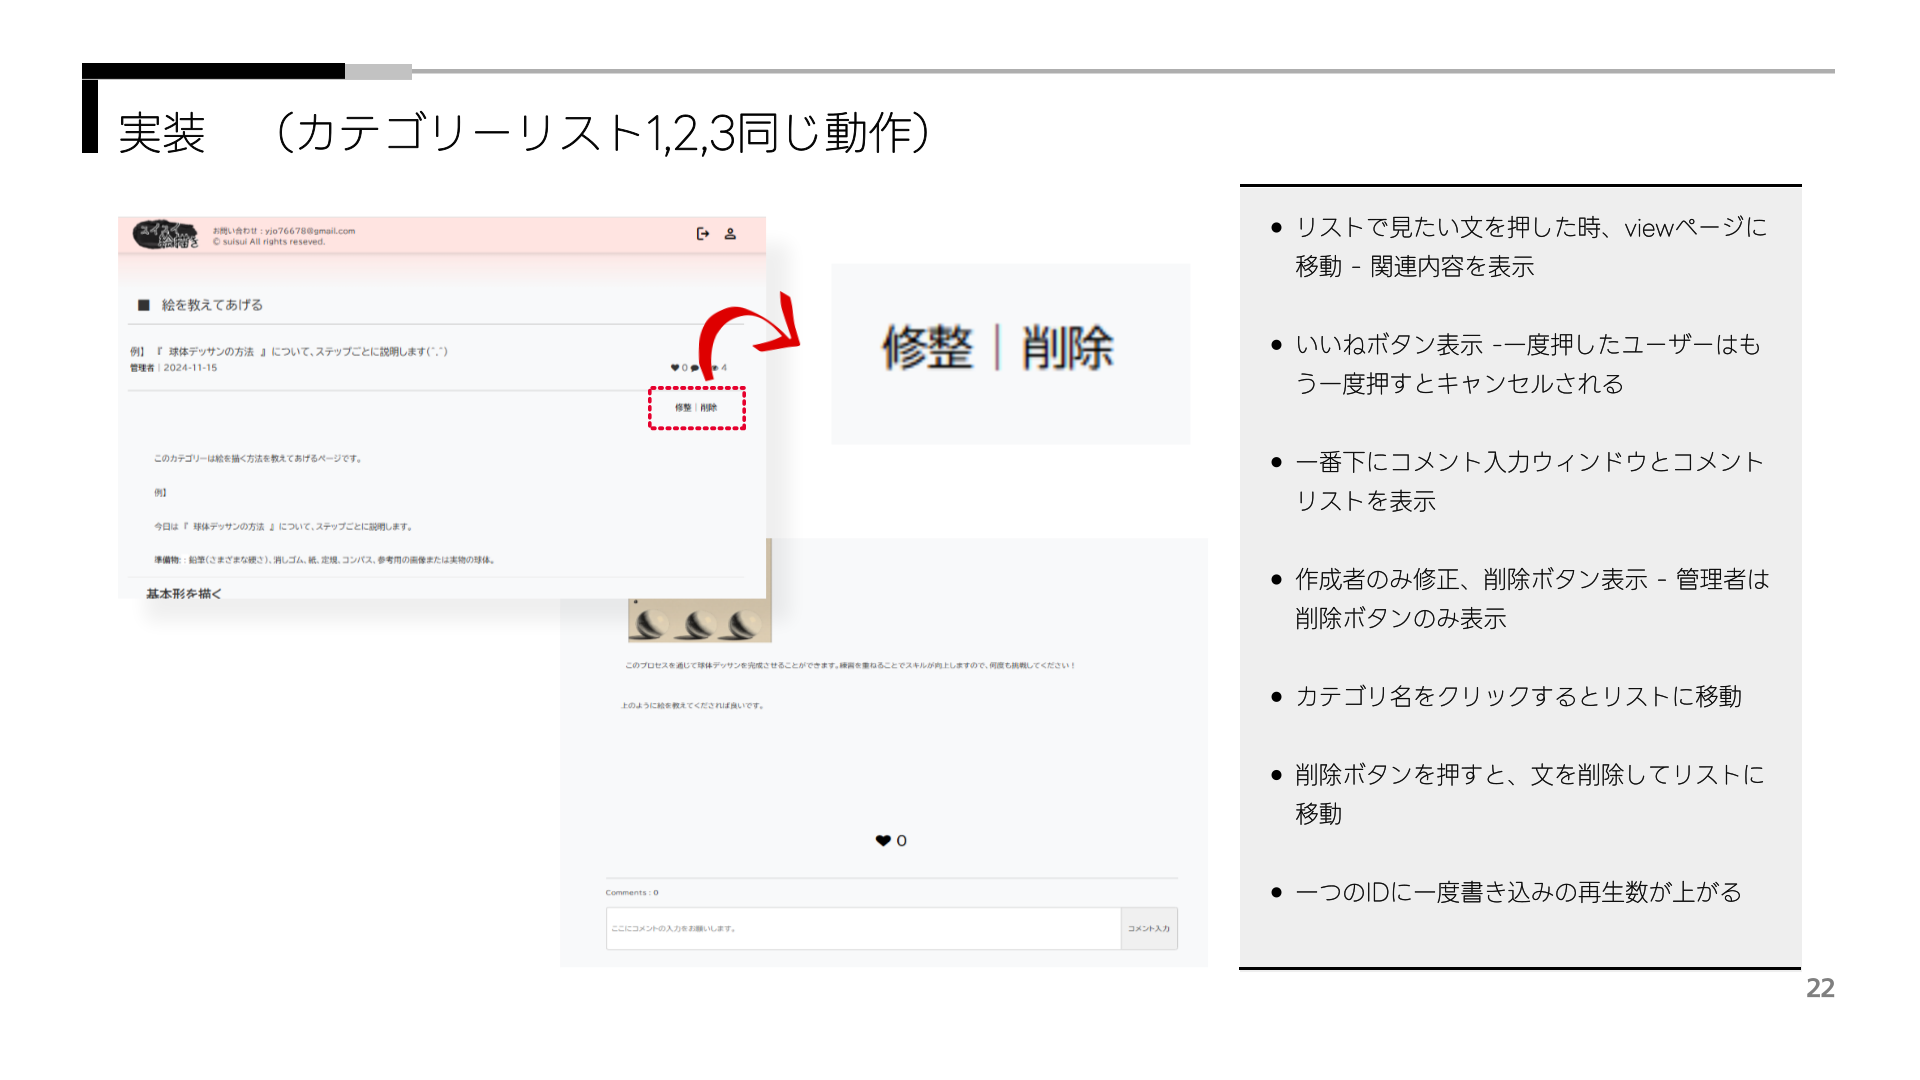 実装　（カテゴリーリスト1,2,3同じ動作）
スイスイ
絵描き
お問い合わせ : yjo76678@gmail.com
© suisui All rights reseved.
■ 絵を教えてあげる
例】『 球体デッサンの方法 』について、ステップごとに説明します(^.^)
管理者 | 2024-11-15
0
4
修整 | 削除
このカテゴリーは絵を描く方法を教えてあげるページです。
例】
今日は『 球体デッサンの方法 』について、ステップごとに説明します。
準備物: : 鉛筆(さまざまな硬さ)、消しゴム、紙、定規、コンパス、参考用の画像または実物の球体。
基本形を描く
修整 | 削除
このプロセスを通じて球体デッサンを完成させることができます。練習を重ねることでスキルが向上しますので、何度も挑戦してください！
上のように絵を教えてくだされば良いです。
0
Comments : 0
ここにコメントの入力をお願いします。
コメント入力
● リストで見たい文を押した時、viewページに
移動 - 関連内容を表示
● いいねボタン表示 -一度押したユーザーはも
う一度押すとキャンセルされる
● 一番下にコメント入力ウィンドウとコメント
リストを表示
● 作成者のみ修正、削除ボタン表示 - 管理者は
削除ボタンのみ表示
● カテゴリ名をクリックするとリストに移動
● 削除ボタンを押すと、文を削除してリストに
移動
● 一つのIDに一度書き込みの再生数が上がる
22